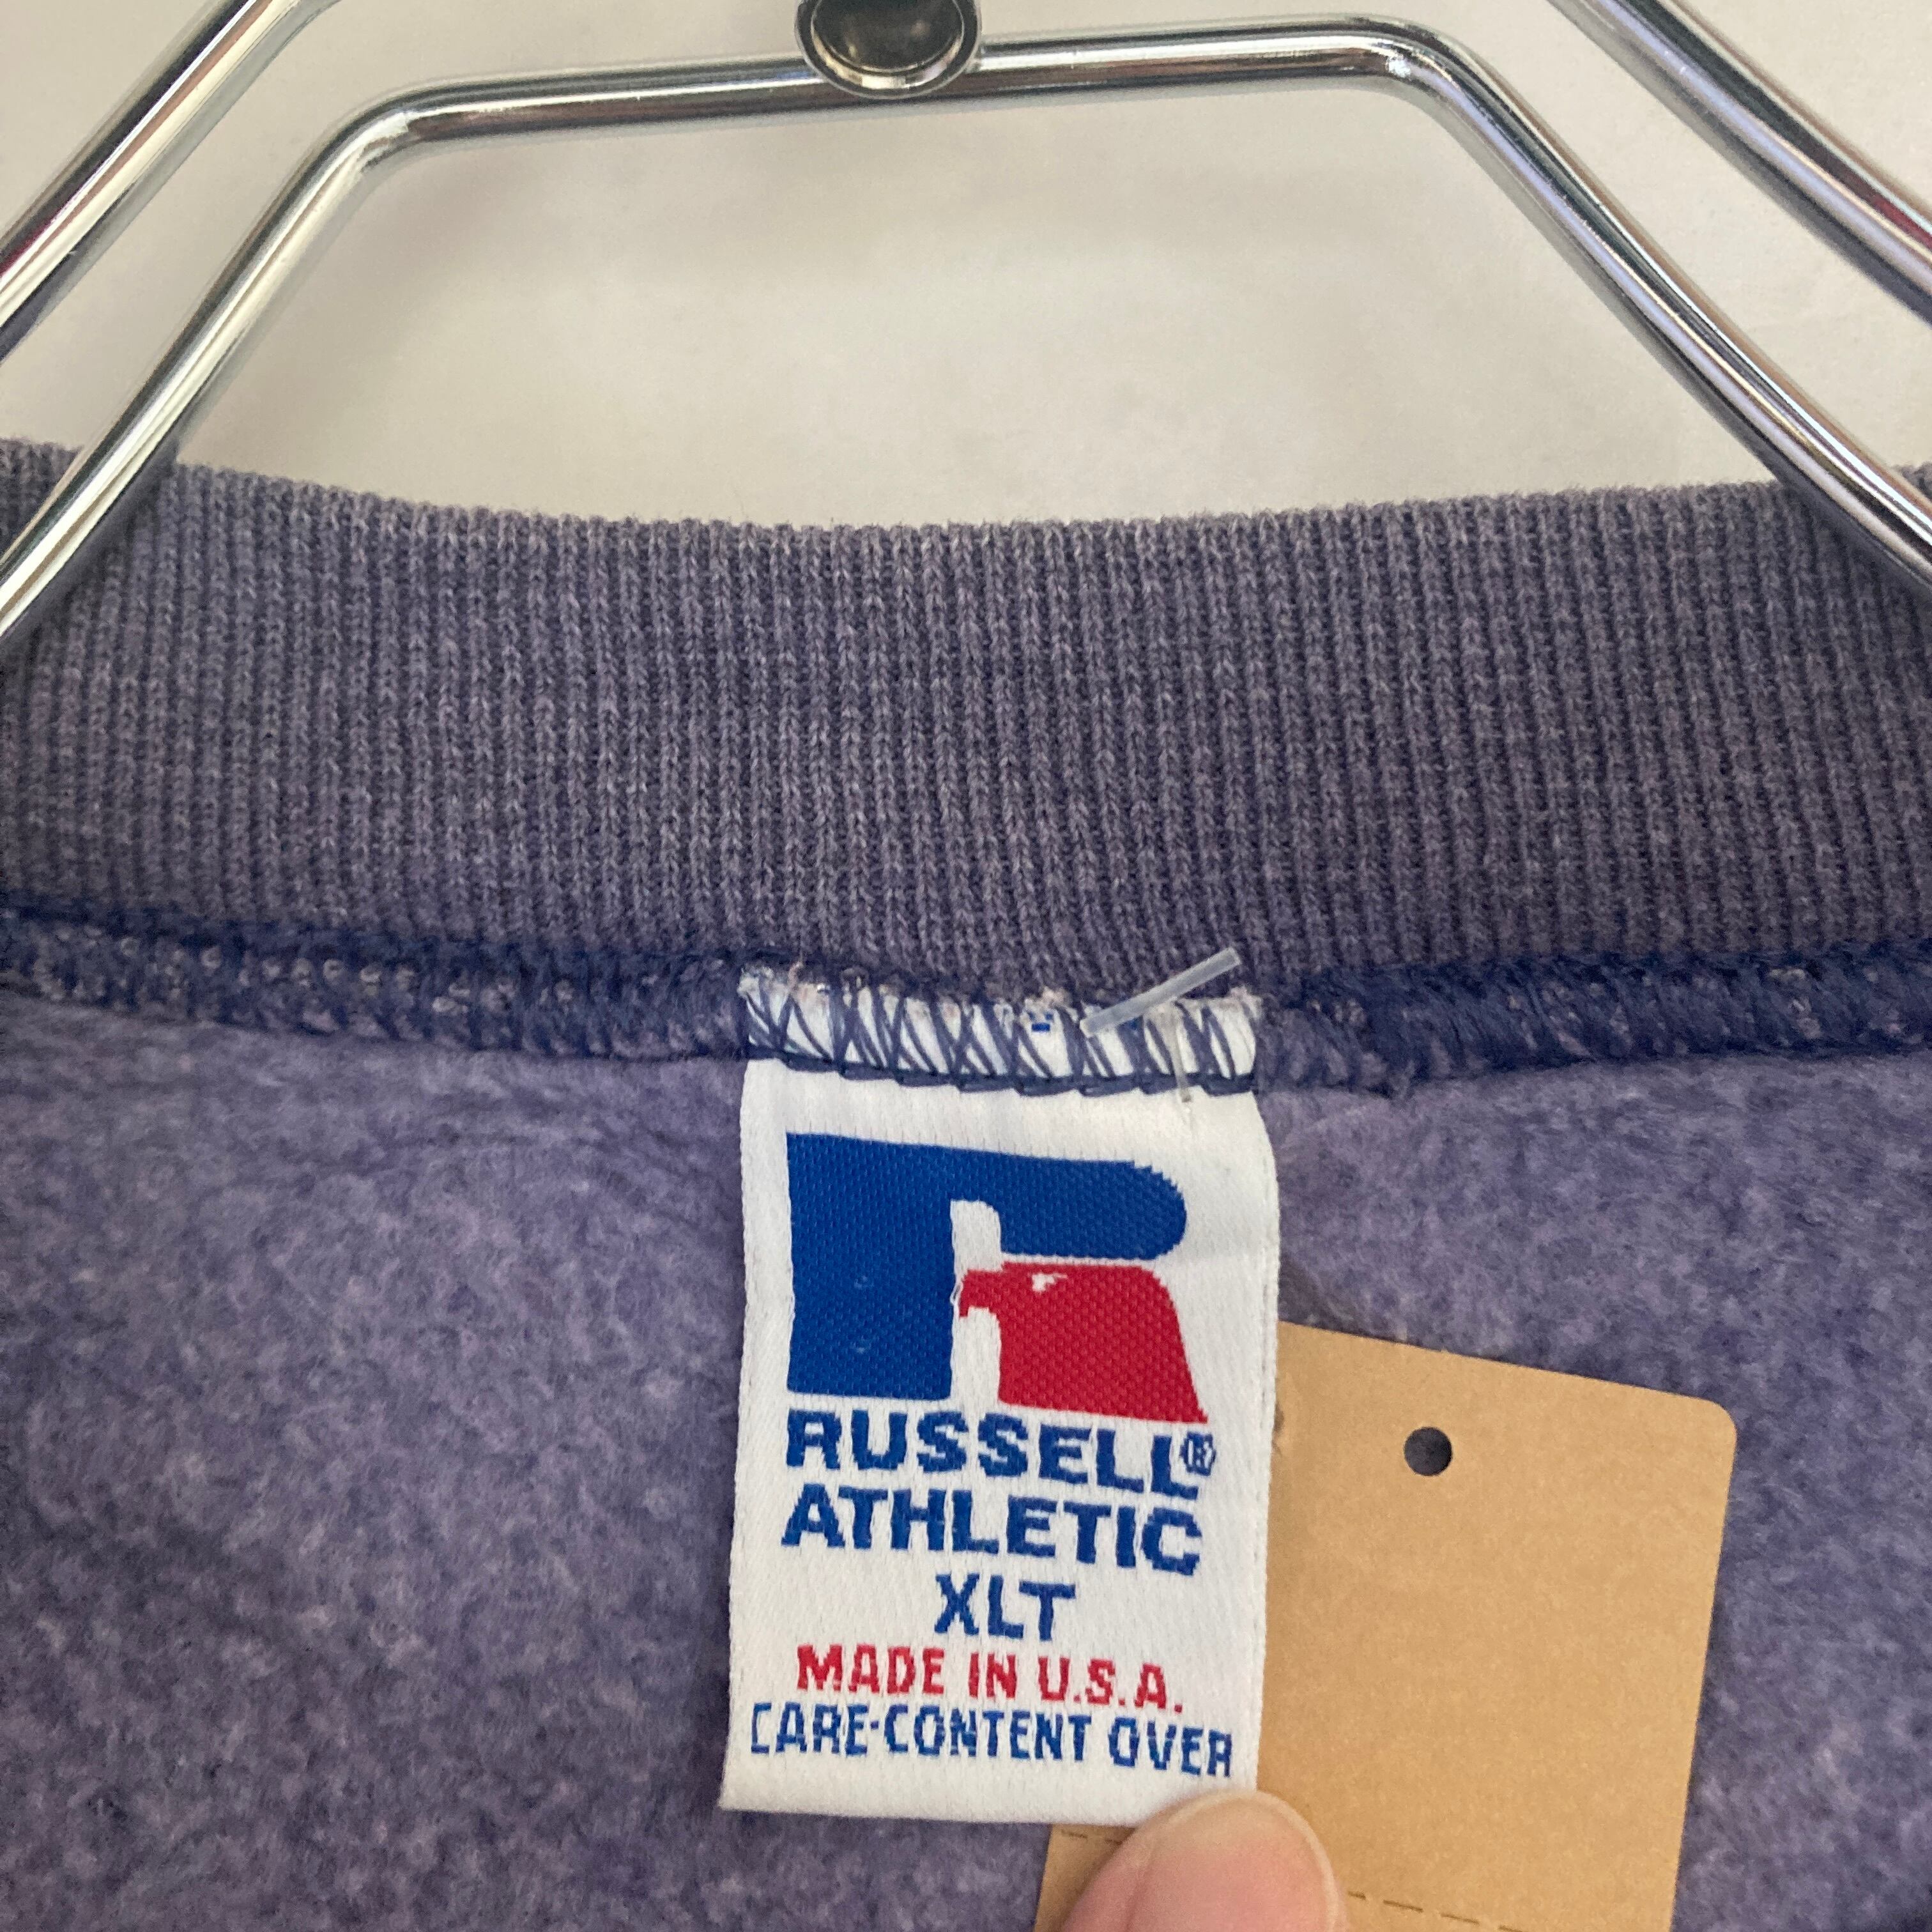 RUSSELL®
ATHLETIC
XLT
MADE IN U.S.A.
CARE-CONTENT OVER